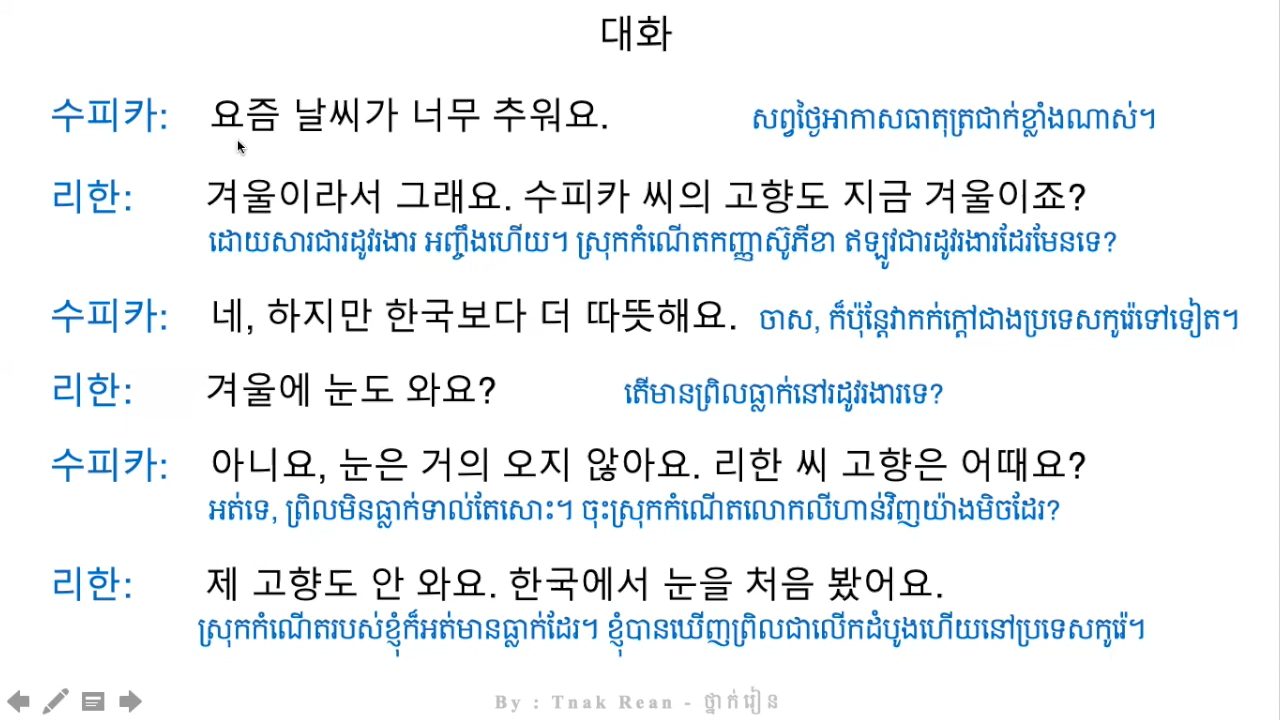 대화
수피카: 요즘 날씨가 너무 추워요. សព្វថ្ងៃអាកាសធាតុត្រជាក់ខ្លាំងណាស់។
리한: 겨울이라서 그래요. 수피카 씨의 고향도 지금 겨울이죠?
ដោយសារជារដូវរងារ អញ្ចឹងហើយ។ ស្រុកកំណើតកញ្ញាស៊ូភីខា ឥឡូវជារដូវរងារដែរមែនទេ?
수피카: 네, 하지만 한국보다 더 따뜻해요. ចាស, ក៏ប៉ុន្តែវាកក់ក្តៅជាងប្រទេសកូរ៉េទៅទៀត។
리한: 겨울에 눈도 와요? តើមានព្រិលធ្លាក់នៅរដូវរងារទេ?
수피카: 아니요, 눈은 거의 오지 않아요. 리한 씨 고향은 어때요?
អត់ទេ, ព្រិលមិនធ្លាក់ទាល់តែសោះ។ ចុះស្រុកកំណើតលោកលីហាន់វិញយ៉ាងមិចដែរ?
리한: 제 고향도 안 와요. 한국에서 눈을 처음 봤어요.
ស្រុកកំណើតរបស់ខ្ញុំក៏អត់មានធ្លាក់ដែរ។ ខ្ញុំបានឃើញព្រិលជាលើកដំបូងហើយនៅប្រទេសកូរ៉េ។
By : Tnak Rean - ថ្នាក់រៀន